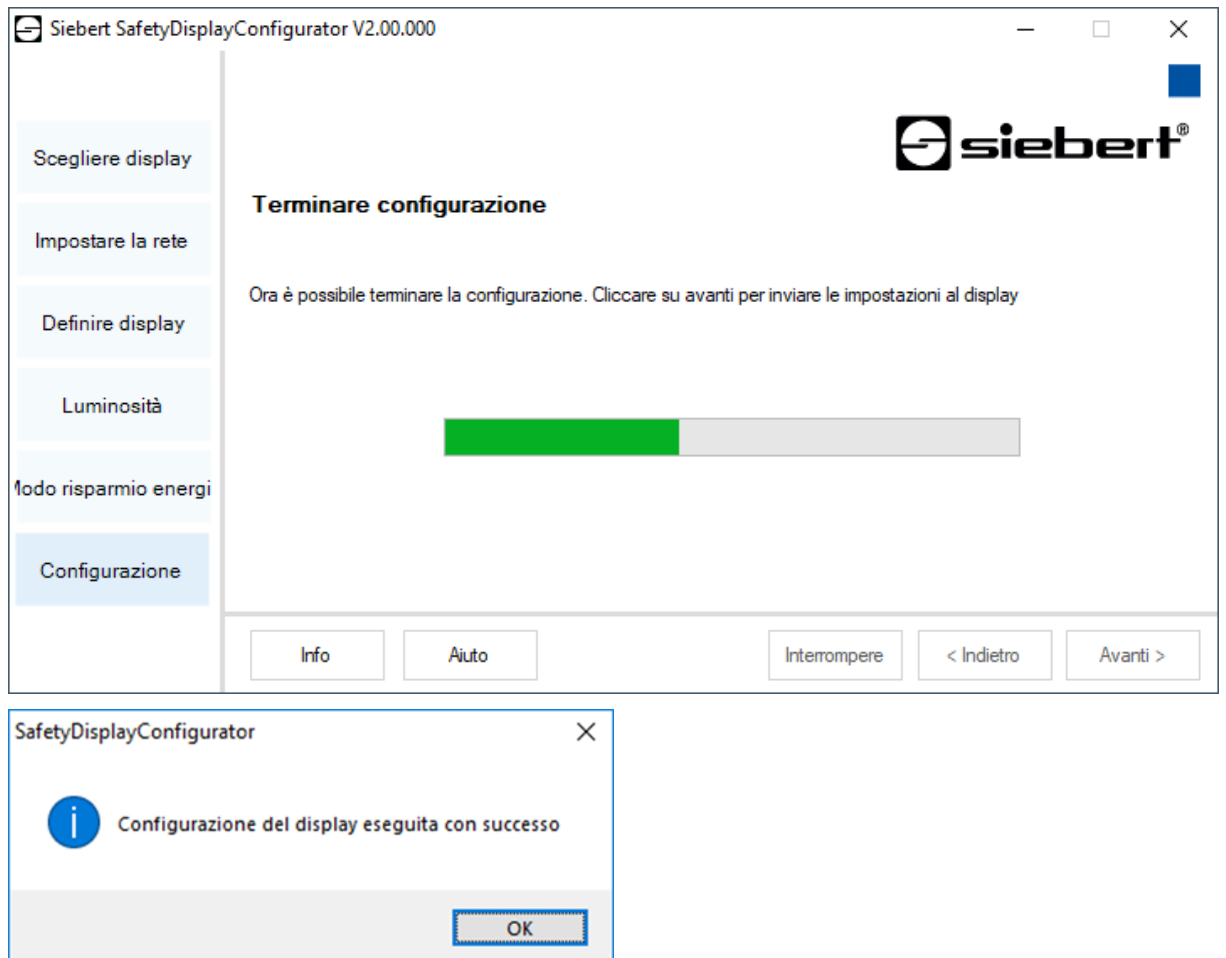 Siebert SafetyDisplayConfigurator V2.00.000
siebert®
Scegliere display
Impostare la rete
Definire display
Luminosità
Modo risparmio energi
Configurazione
Terminare configurazione
Ora è possibile terminare la configurazione. Cliccare su avanti per inviare le impostazioni al display
Info
Aiuto
Interrompere
< Indietro
Avanti >
SafetyDisplayConfigurator
Configurazione del display eseguita con successo
OK